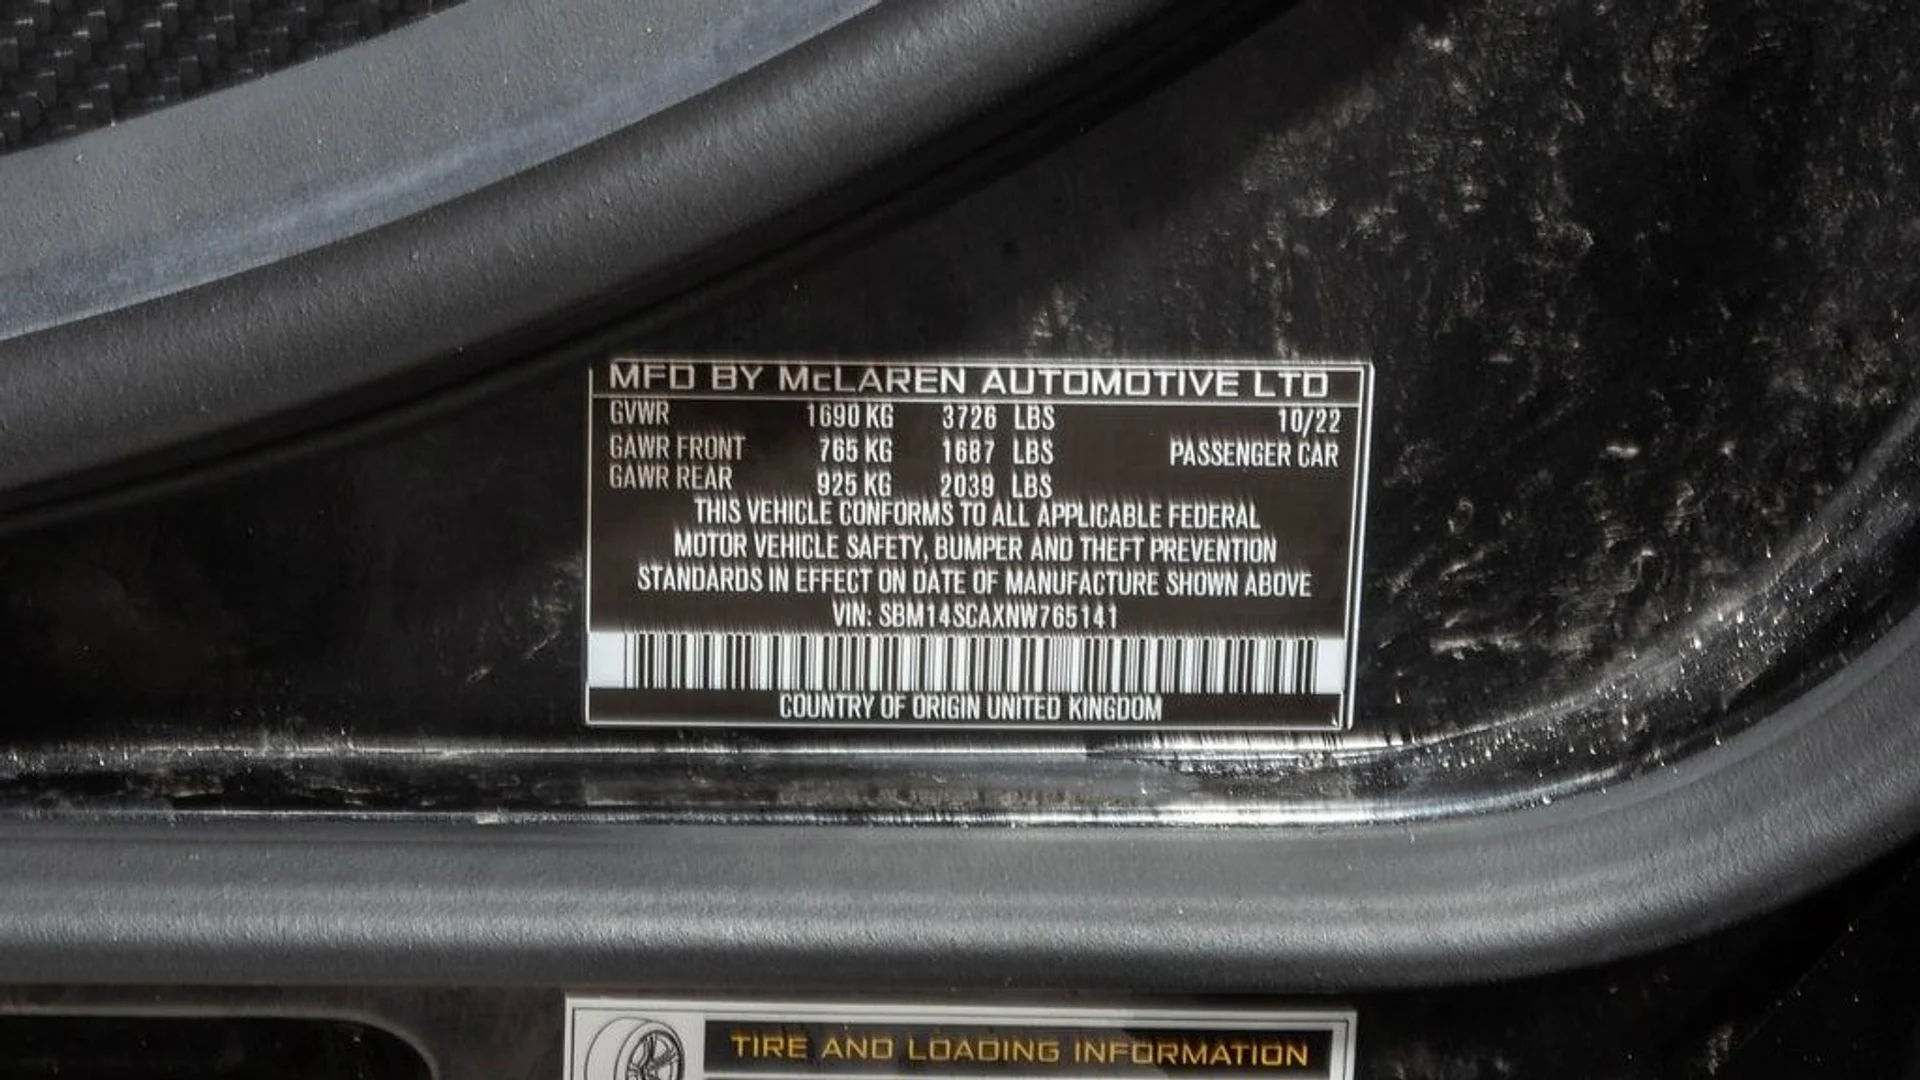 MFD BY McLAREN AUTOMOTIVE LTD
GVWR 1690 KG 3726 LBS 10/22
GAWR FRONT 765 KG 1687 LBS PASSENGER CAR
GAWR REAR 925 KG 2039 LBS
THIS VEHICLE CONFORMS TO ALL APPLICABLE FEDERAL
MOTOR VEHICLE SAFETY, BUMPER AND THEFT PREVENTION
STANDARDS IN EFFECT ON DATE OF MANUFACTURE SHOWN ABOVE
VIN: SBM14SCAXNW765141
COUNTRY OF ORIGIN UNITED KINGDOM
TIRE AND LOADING INFORMATION